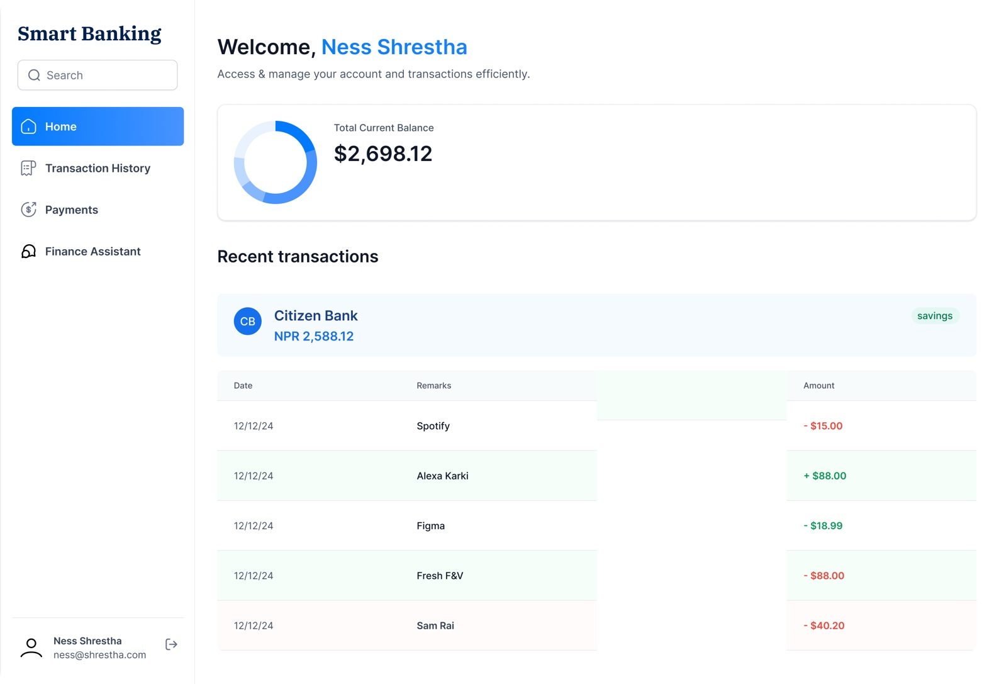 Smart Banking
Search
Home
Transaction History
Payments
Finance Assistant
Ness Shrestha
ness@shrestha.com
Welcome, Ness Shrestha
Access & manage your account and transactions efficiently.
Total Current Balance
$2,698.12
Recent transactions
CB
Citizen Bank
NPR 2,588.12
savings
Date Remarks Amount
12/12/24 Spotify - $15.00
12/12/24 Alexa Karki + $88.00
12/12/24 Figma - $18.99
12/12/24 Fresh F&V - $88.00
12/12/24 Sam Rai - $40.20